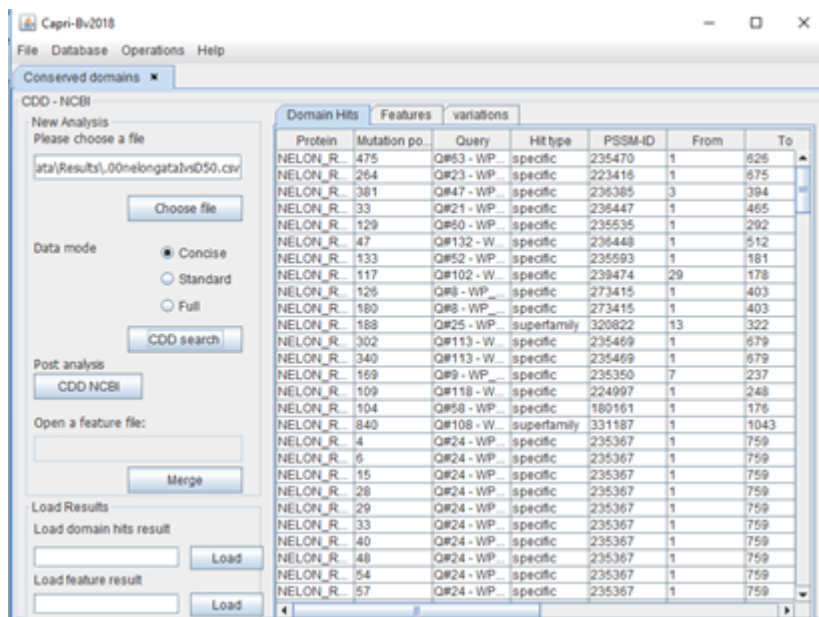 Capri-Bv2018
File Database Operations Help
Conserved domains
CDD - NCBI
New Analysis
Please choose a file
ata\Results\.00nelongataIvsD50.csv
Choose file
Data mode
Concise
Standard
Full
CDD search
Post analysis
CDD NCBI
Open a feature file:
Merge
Load Results
Load domain hits result
Load
Load feature result
Load
Domain Hits Features variations
Protein Mutation po... Query Hit type PSSM-ID From To
NELON_R... 475 Q#63 - WP... specific 235470 1 626
NELON_R... 264 Q#23 - WP... specific 223416 1 675
NELON_R... 381 Q#47 - WP... specific 236385 3 394
NELON_R... 33 Q#21 - WP... specific 236447 1 465
NELON_R... 129 Q#60 - WP... specific 235535 1 292
NELON_R... 47 Q#132 - W... specific 236448 1 512
NELON_R... 133 Q#52 - WP... specific 235593 1 181
NELON_R... 117 Q#102 - W... specific 239474 29 178
NELON_R... 126 Q#8 - WP_... specific 273415 1 403
NELON_R... 180 Q#8 - WP_... specific 273415 1 403
NELON_R... 188 Q#25 - WP... superfamily 320822 13 322
NELON_R... 302 Q#113 - W... specific 235469 1 679
NELON_R... 340 Q#113 - W... specific 235469 1 679
NELON_R... 169 Q#9 - WP_... specific 235350 7 237
NELON_R... 109 Q#118 - W... specific 224997 1 248
NELON_R... 104 Q#58 - WP... specific 180161 1 176
NELON_R... 840 Q#108 - W... superfamily 331187 1 1043
NELON_R... 4 Q#24 - WP... specific 235367 1 759
NELON_R... 6 Q#24 - WP... specific 235367 1 759
NELON_R... 15 Q#24 - WP... specific 235367 1 759
NELON_R... 28 Q#24 - WP... specific 235367 1 759
NELON_R... 29 Q#24 - WP... specific 235367 1 759
NELON_R... 33 Q#24 - WP... specific 235367 1 759
NELON_R... 40 Q#24 - WP... specific 235367 1 759
NELON_R... 48 Q#24 - WP... specific 235367 1 759
NELON_R... 54 Q#24 - WP... specific 235367 1 759
NELON_R... 57 Q#24 - WP... specific 235367 1 759